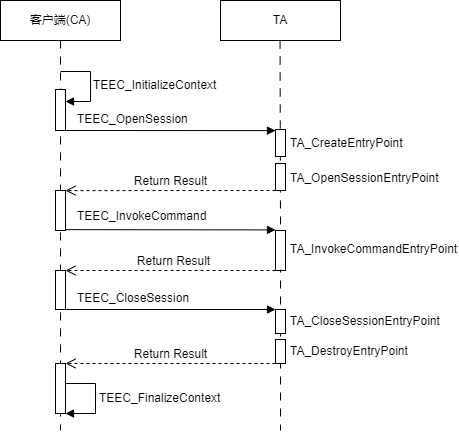 客户端(CA)
TA
TEEC_InitializeContext
TEEC_OpenSession
TA_CreateEntryPoint
Return Result
TA_OpenSessionEntryPoint
TEEC_InvokeCommand
TA_InvokeCommandEntryPoint
Return Result
TEEC_CloseSession
TA_CloseSessionEntryPoint
TA_DestroyEntryPoint
Return Result
TEEC_FinalizeContext